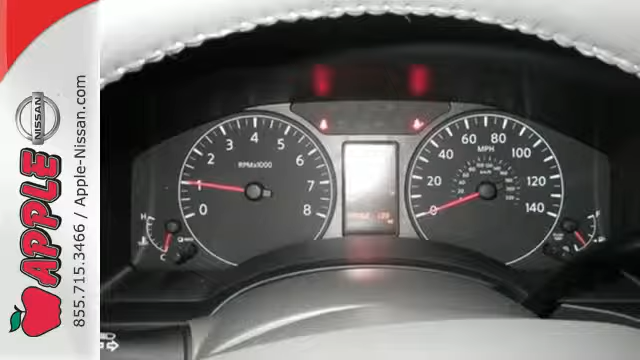 NISSAN
APPLE
855.715.3466 / Apple-Nissan.com
0 1 2 3 4 5 6 7 8
RPMx1000
H
C
0 20 40 60 80 100 120 140
MPH
F